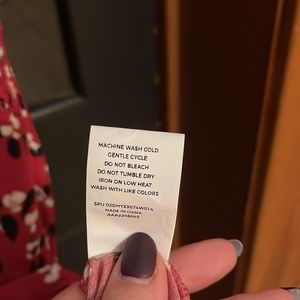 MACHINE WASH COLD
GENTLE CYCLE
DO NOT BLEACH
DO NOT TUMBLE DRY
IRON ON LOW HEAT
WASH WITH LIKE COLORS
MADE IN CHINA